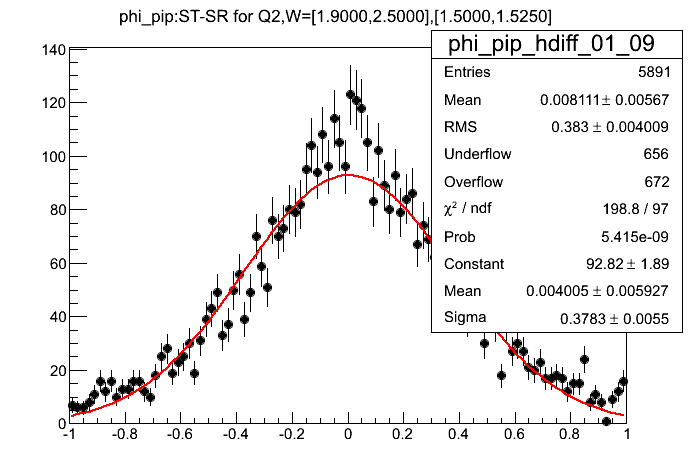 phi_pip:ST-SR for Q2,W=[1.9000,2.5000],[1.5000,1.5250]
phi_pip_hdiff_01_09
Entries 5891
Mean 0.008111 ± 0.00567
RMS 0.383 ± 0.004009
Underflow 656
Overflow 672
χ² / ndf 198.8 / 97
Prob 5.415e-09
Constant 92.82 ± 1.89
Mean 0.004005 ± 0.005927
Sigma 0.3783 ± 0.0055
140
120
100
80
60
40
20
0
-1 -0.8 -0.6 -0.4 -0.2 0 0.2 0.4 0.6 0.8 1